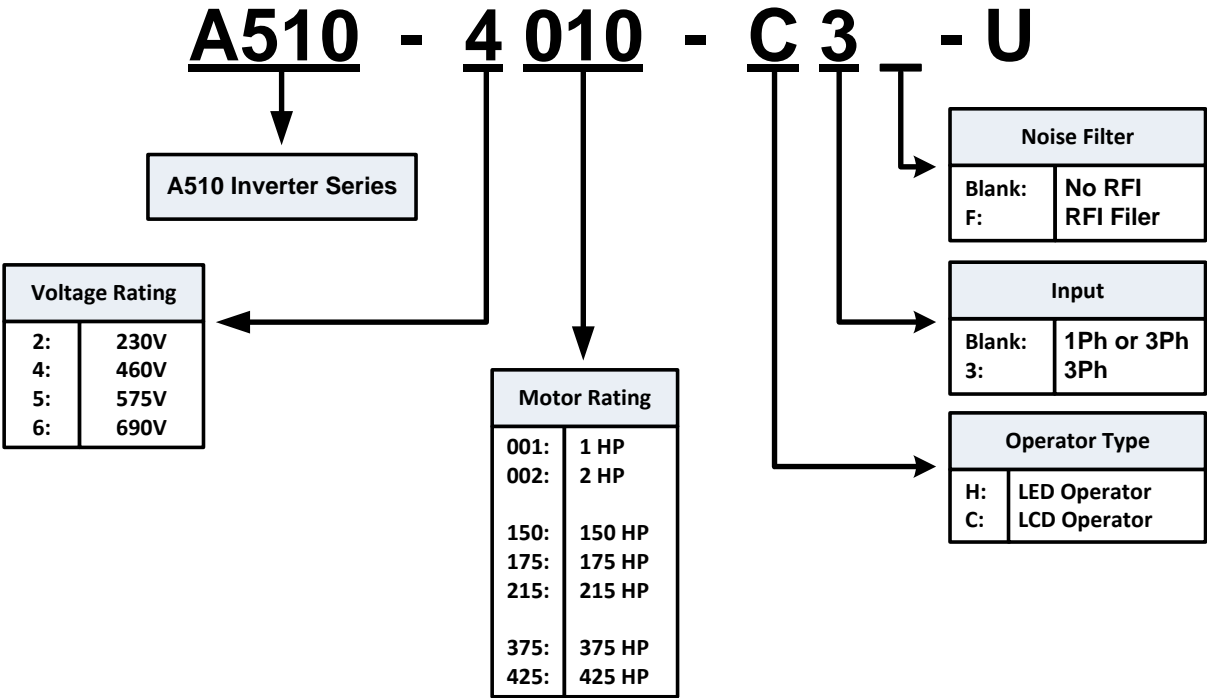 A510 - 4 010 - C 3 _ - U
A510 Inverter Series
Voltage Rating
2: 230V
4: 460V
5: 575V
6: 690V
Motor Rating
001: 1 HP
002: 2 HP
150: 150 HP
175: 175 HP
215: 215 HP
375: 375 HP
425: 425 HP
Noise Filter
Blank: No RFI
F: RFI Filer
Input
Blank: 1Ph or 3Ph
3: 3Ph
Operator Type
H: LED Operator
C: LCD Operator